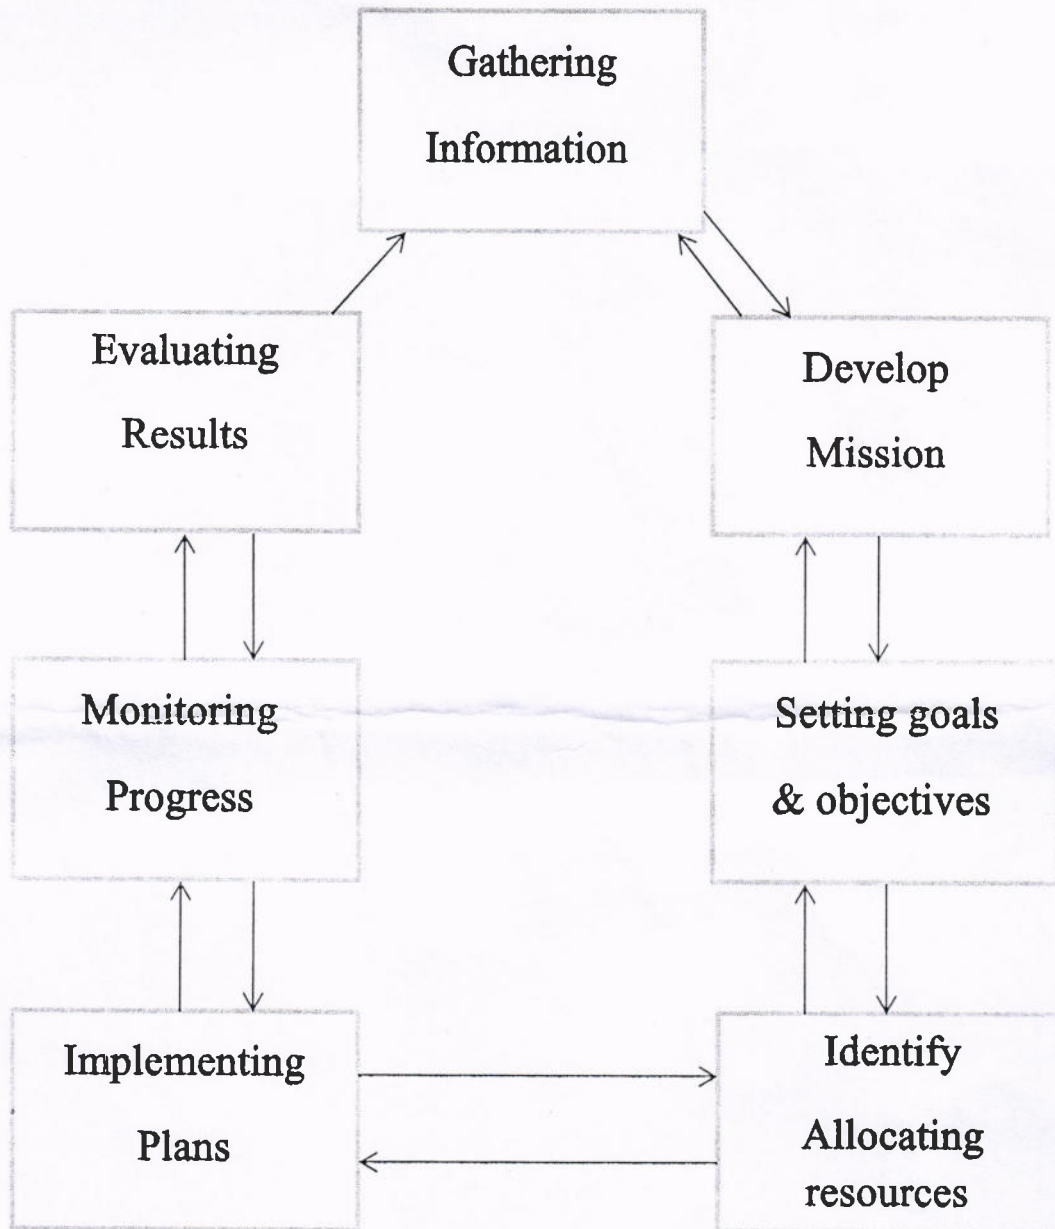 Gathering
Information
Evaluating
Results
Develop
Mission
Monitoring
Progress
Setting goals
& objectives
Implementing
Plans
Identify
Allocating
resources